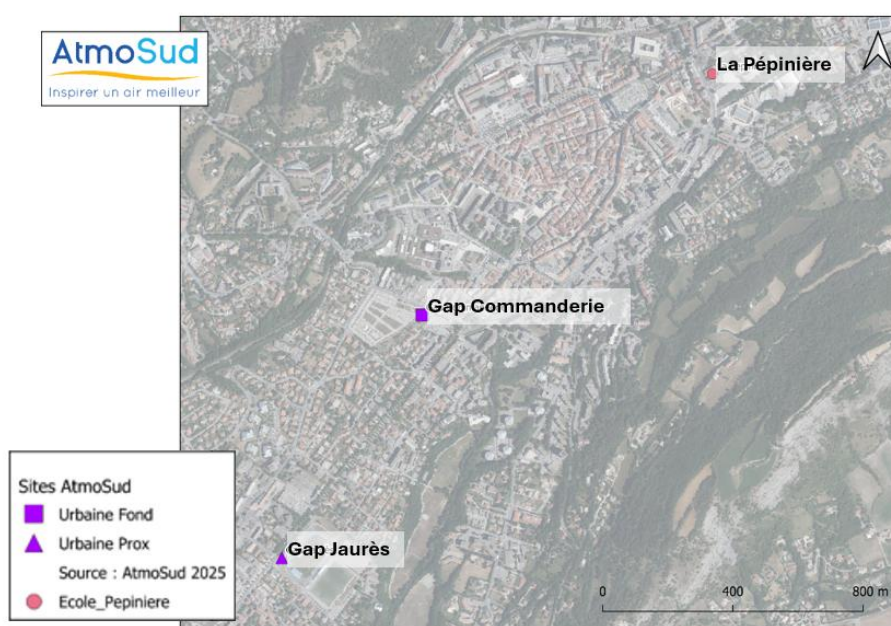 AtmoSud
Inspirer un air meilleur
La Pépinière
Gap Commanderie
Gap Jaurès
Sites AtmoSud
Urbaine Fond
Urbaine Prox
Source : AtmoSud 2025
Ecole_Pepiniere
0 400 800 m